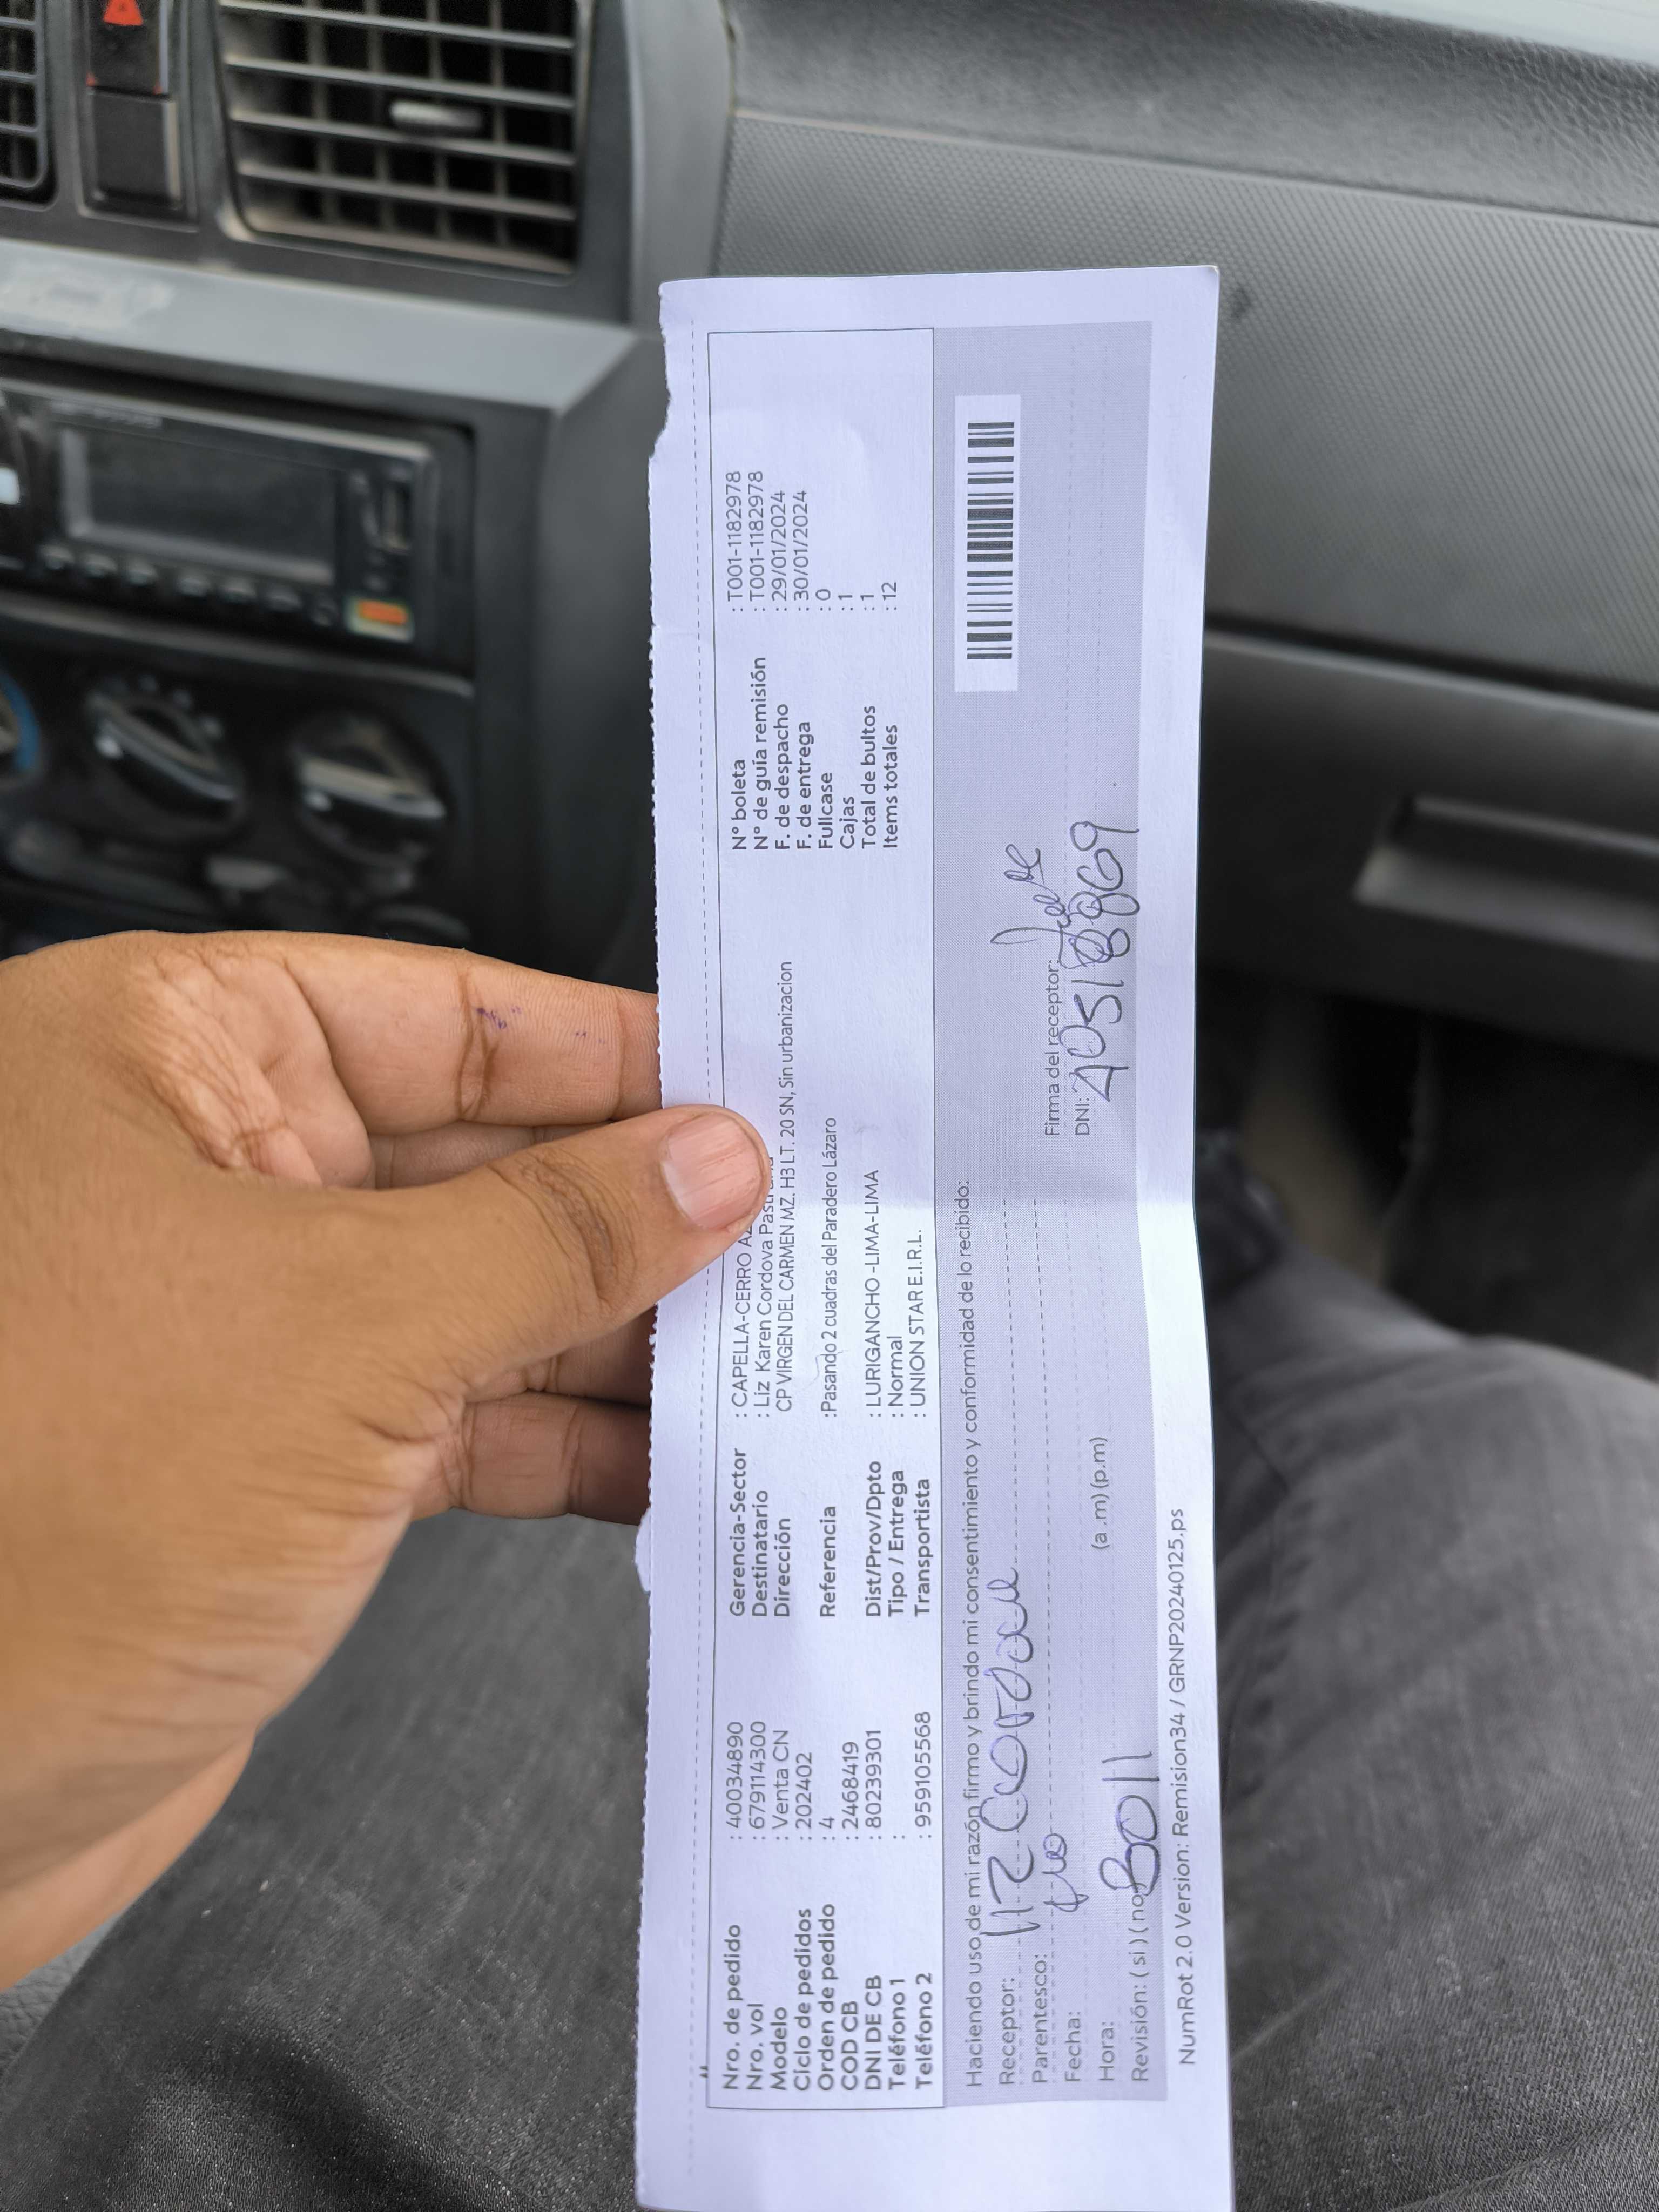 Nro. de pedido : 40034890
Nro. vol : 679114300
Modelo : Venta CN
Ciclo de pedidos : 202402
Orden de pedido : 4
COD CB : 2468419
DNI DE CB : 80239301
Teléfono 1 :
Teléfono 2 : 959105568
Gerencia-Sector : CAPELLA-CERRO
Destinatario : Liz Karen Cordova
Dirección CP VIRGEN DEL CARMEN MZ. H3 LT. 20 SN, Sin urbanizacion
Referencia :Pasando 2 cuadras del Paradero Lázaro
Dist/Prov/Dpto : LURIGANCHO -LIMA-LIMA
Tipo / Entrega : Normal
Transportista : UNION STAR E.I.R.L.
N° boleta : T001-1182978
N° de guía remisión : T001-1182978
F. de despacho : 29/01/2024
F. de entrega : 30/01/2024
Fullcase : 0
Cajas : 1
Total de bultos : 1
Items totales : 12
Haciendo uso de mi razón firmo y brindo mi consentimiento y conformidad de lo recibido:
Receptor:
Parentesco:
Fecha:
Hora: (a .m) (p.m)
Revisión: ( si ) ( no )
Firma del receptor:
DNI:
NumRot 2.0 Version: Remision34 / GRNP20240125.ps